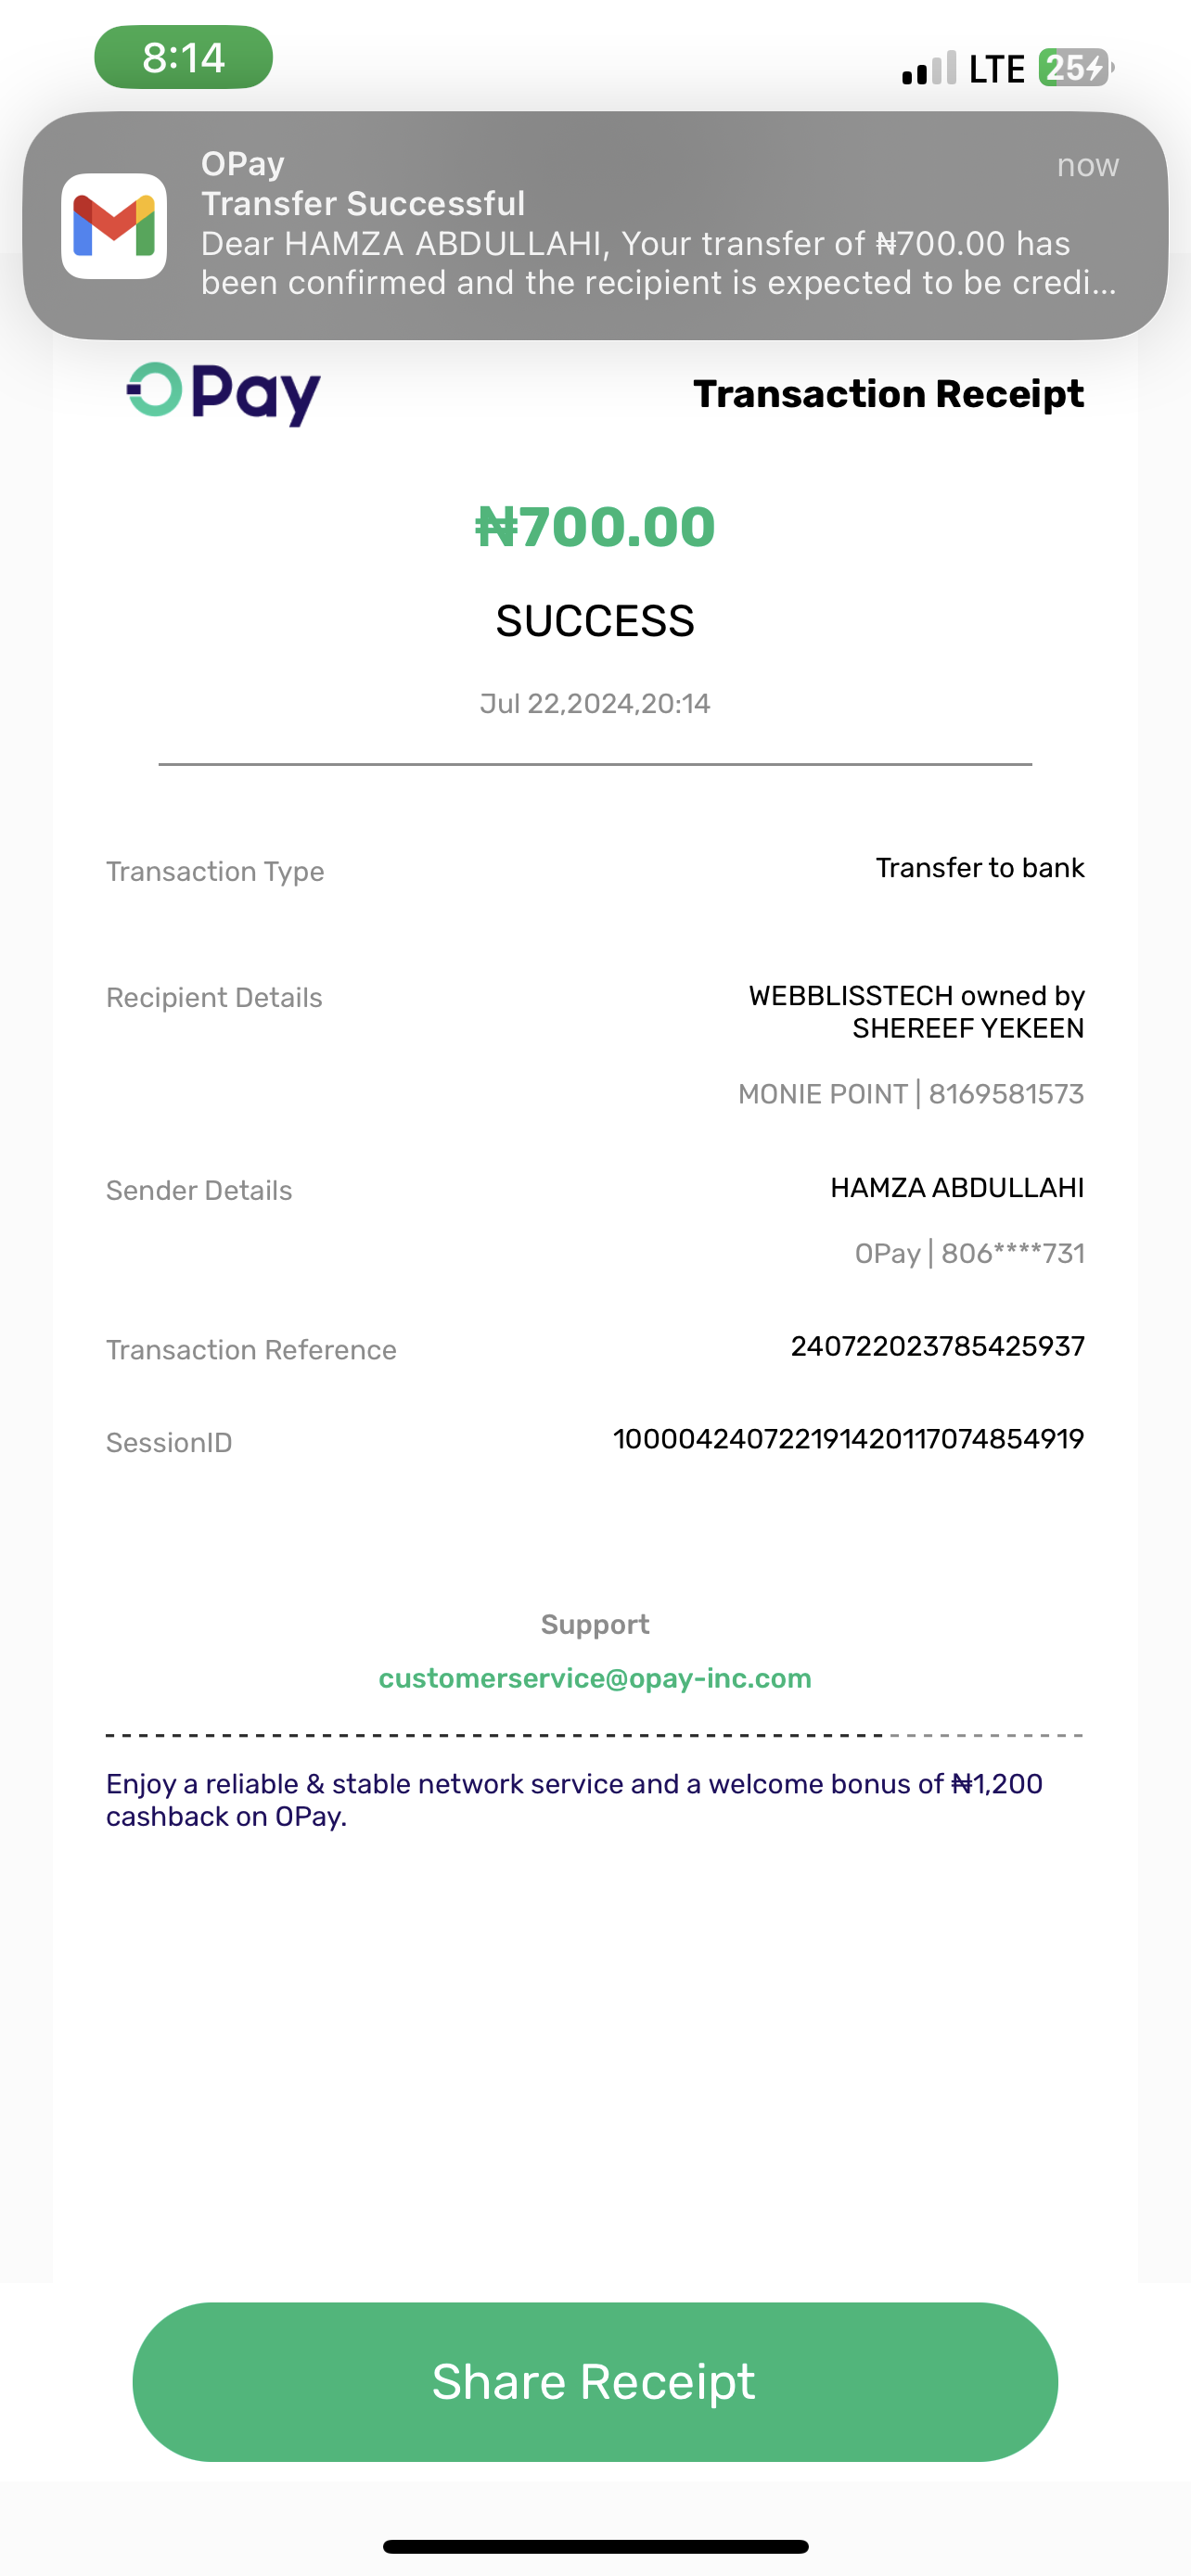 8:14
LTE 25
OPay now
Transfer Successful
Dear HAMZA ABDULLAHI, Your transfer of ₦700.00 has
been confirmed and the recipient is expected to be credi...
OPay Transaction Receipt
₦700.00
SUCCESS
Jul 22,2024,20:14
Transaction Type Transfer to bank
Recipient Details WEBBLISSTECH owned by
SHEREEF YEKEEN
MONIE POINT | 8169581573
Sender Details HAMZA ABDULLAHI
OPay | 806****731
Transaction Reference 240722023785425937
SessionID 100004240722191420117074854919
Support
customerservice@opay-inc.com
Enjoy a reliable & stable network service and a welcome bonus of ₦1,200
cashback on OPay.
Share Receipt